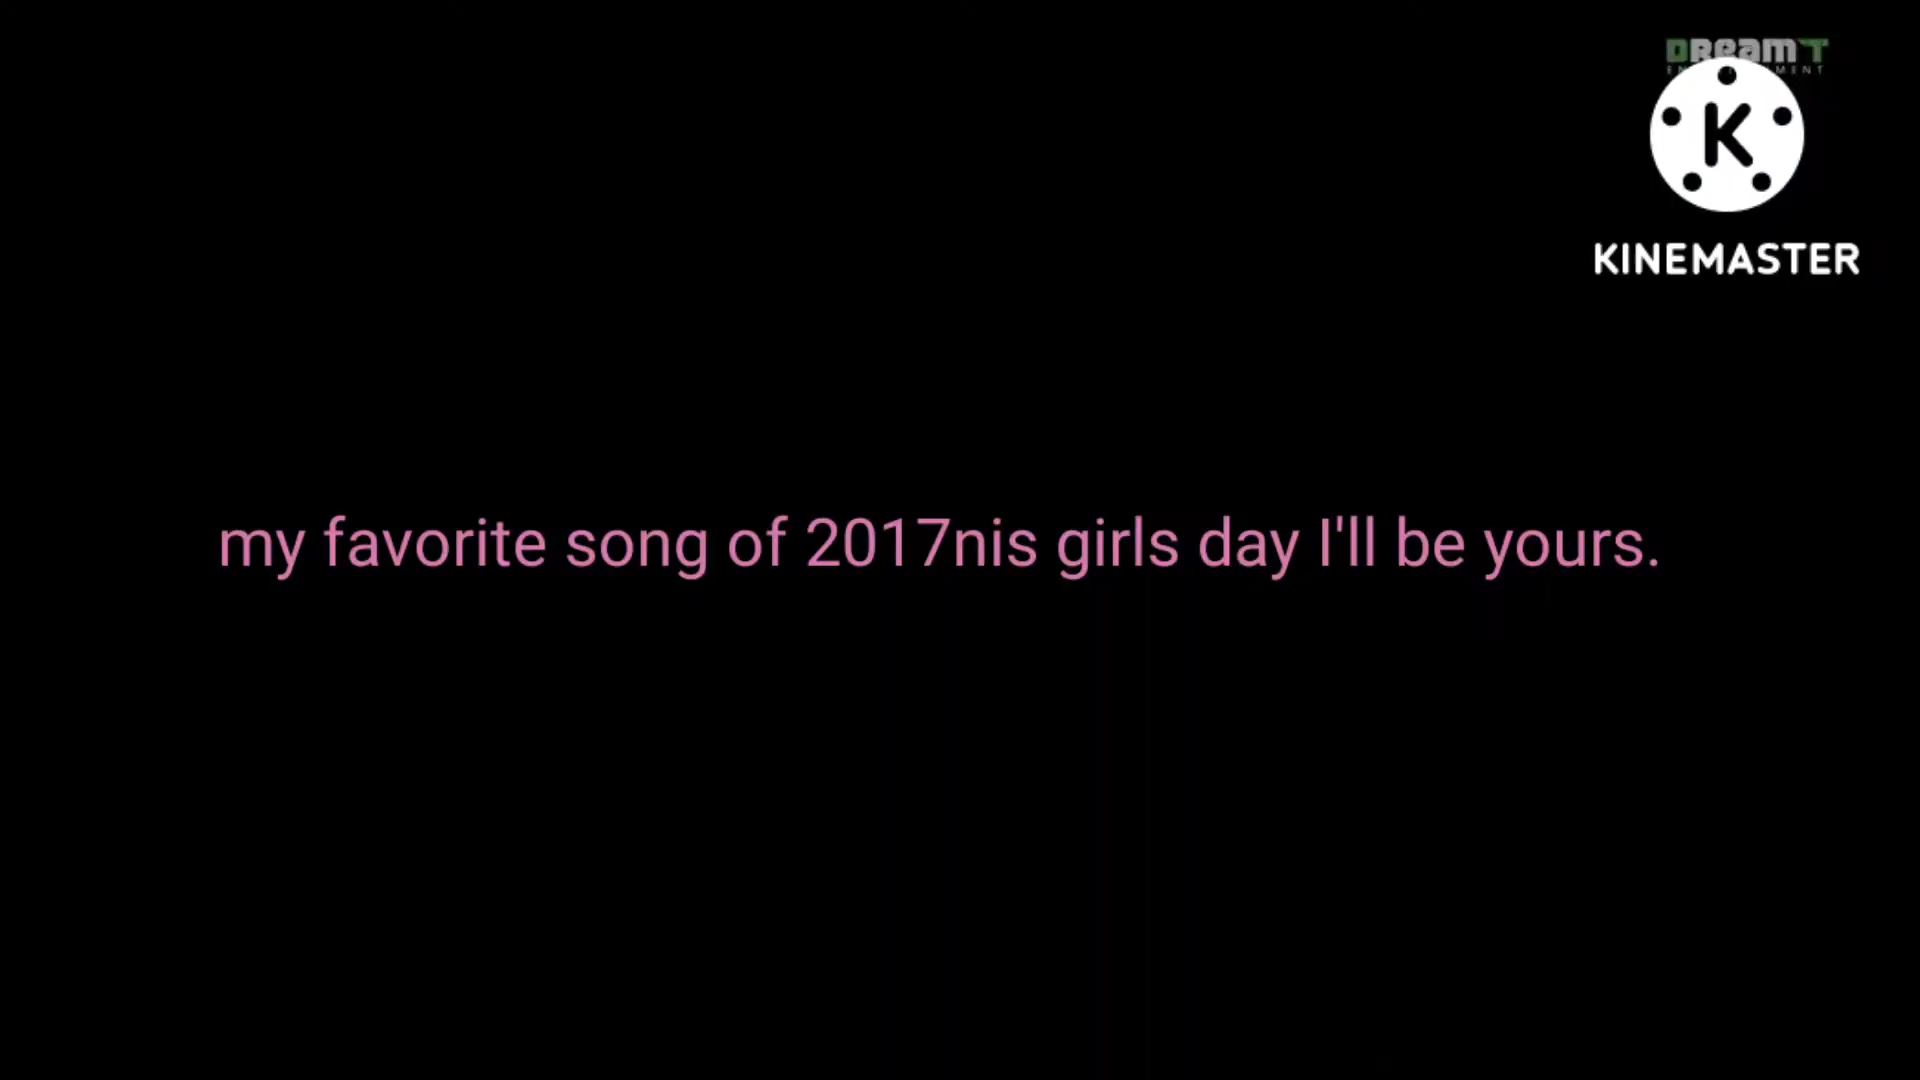 DREAM T
KINEMASTER
my favorite song of 2017nis girls day I'll be yours.